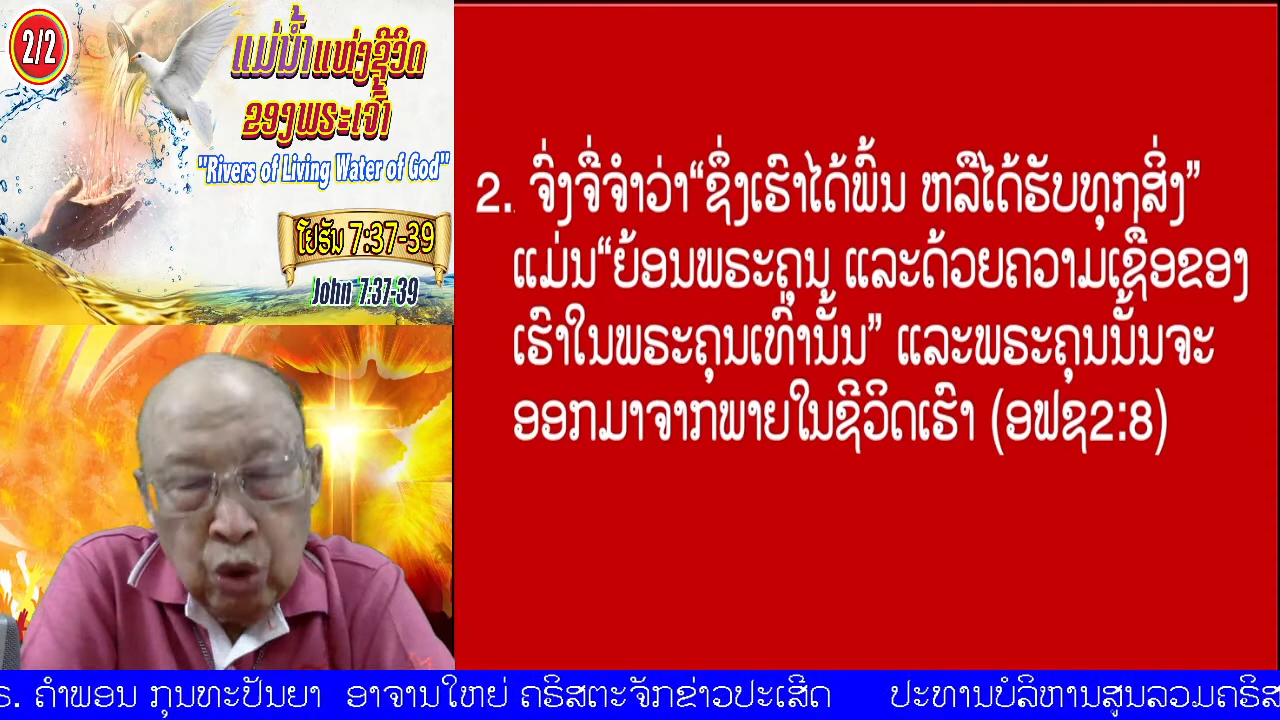 2/2
ແມ່ນ້ຳແຫ່ງຊີວິດ
ຂອງພຣະເຈົ້າ
"Rivers of Living Water of God"
ໂຢຮັນ 7:37-39
John 7:37-39
2. ຈົ່ງຈື່ຈຳວ່າ“ຊຶ່ງເຮົາໄດ້ພົ້ນ ຫລືໄດ້ຮັບທຸກສິ່ງ”
ແມ່ນ“ຍ້ອນພຣະຄຸນ ແລະດ້ວຍຄວາມເຊື່ອຂອງ
ເຮົາໃນພຣະຄຸນເທົ່ານັ້ນ” ແລະພຣະຄຸນນັ້ນຈະ
ອອກມາຈາກພາຍໃນຊີວິດເຮົາ (ອຟຊ2:8)
ຄຳພອນ ກຸນທະປັນຍາ ອາຈານໃຫຍ່ ຄຣິສຕະຈັກຂ່າວປະເສີດ ປະທານບໍລິຫານສູນລວມຄຣິສ